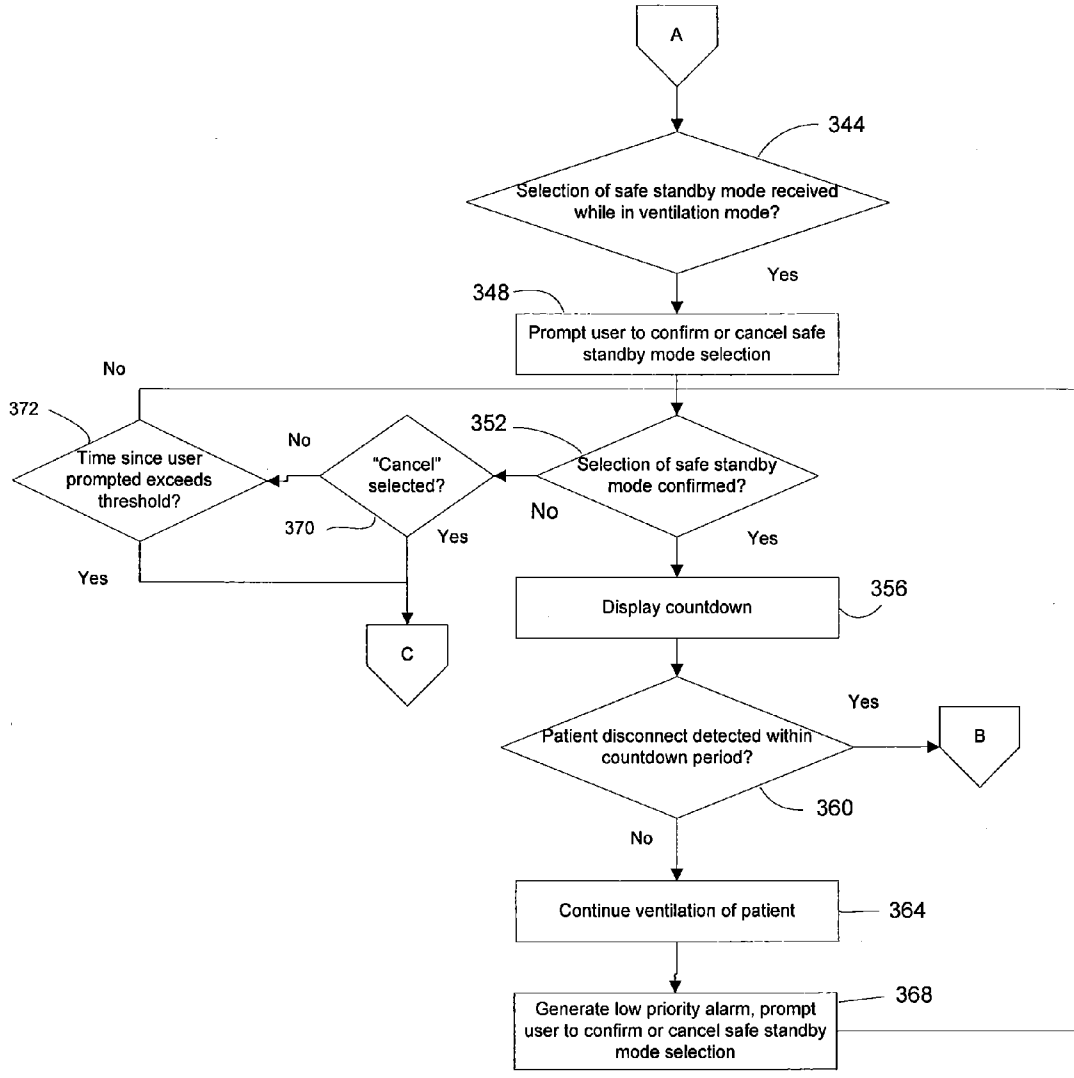 A
344
Selection of safe standby mode received
while in ventilation mode?
Yes
348
Prompt user to confirm or cancel safe
standby mode selection
No
372
Time since user
prompted exceeds
threshold?
No
"Cancel"
selected?
370
352
Selection of safe standby
mode confirmed?
No
Yes
Yes
Yes
Display countdown
356
C
Patient disconnect detected within
countdown period?
Yes
B
360
No
Continue ventilation of patient
364
Generate low priority alarm, prompt
user to confirm or cancel safe standby
mode selection
368